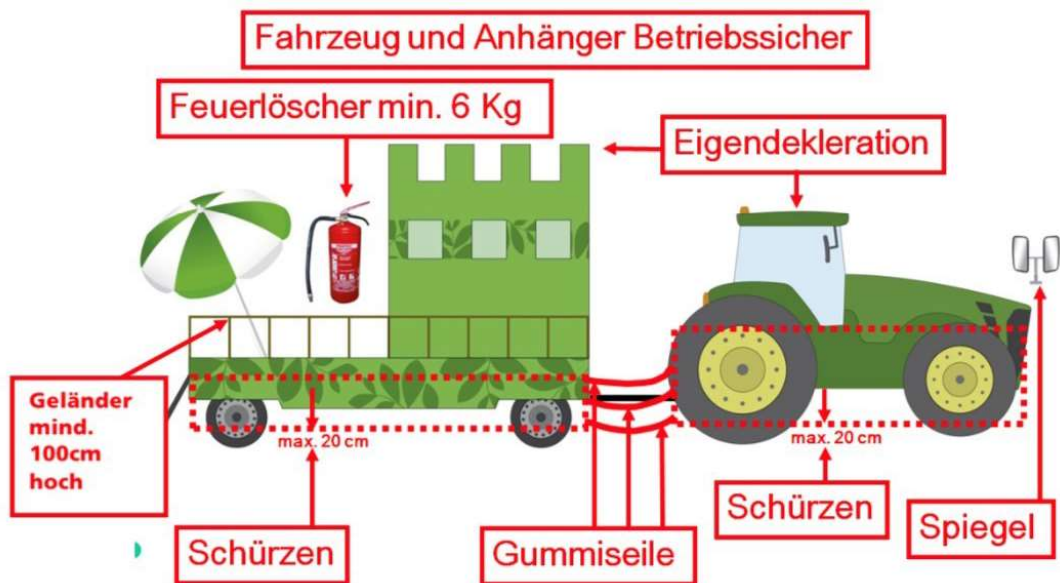 Fahrzeug und Anhänger Betriebssicher
Feuerlöscher min. 6 Kg
Eigendekleration
Geländer
mind.
100cm
hoch
max. 20 cm
max. 20 cm
Schürzen
Gummiseile
Schürzen
Spiegel